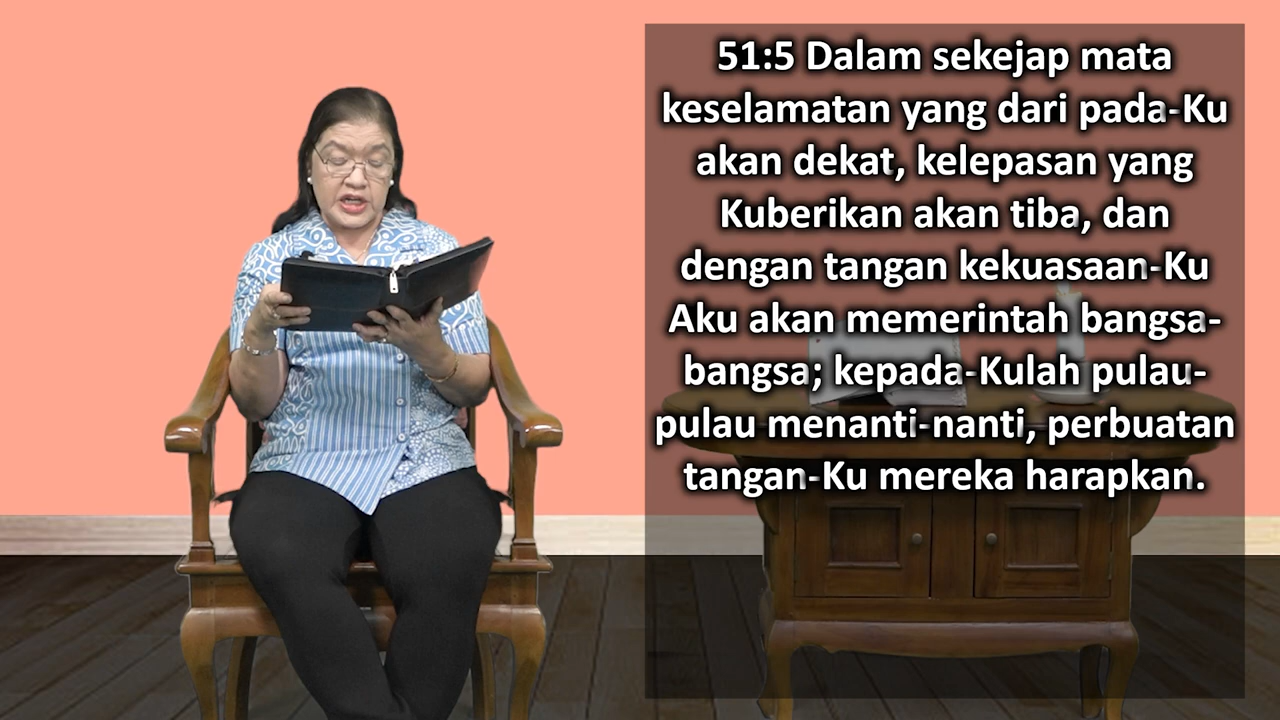 51:5 Dalam sekejap mata
keselamatan yang dari pada-Ku
akan dekat, kelepasan yang
Kuberikan akan tiba, dan
dengan tangan kekuasaan-Ku
Aku akan memerintah bangsa-
bangsa; kepada-Kulah pulau-
pulau menanti-nanti, perbuatan
tangan-Ku mereka harapkan.